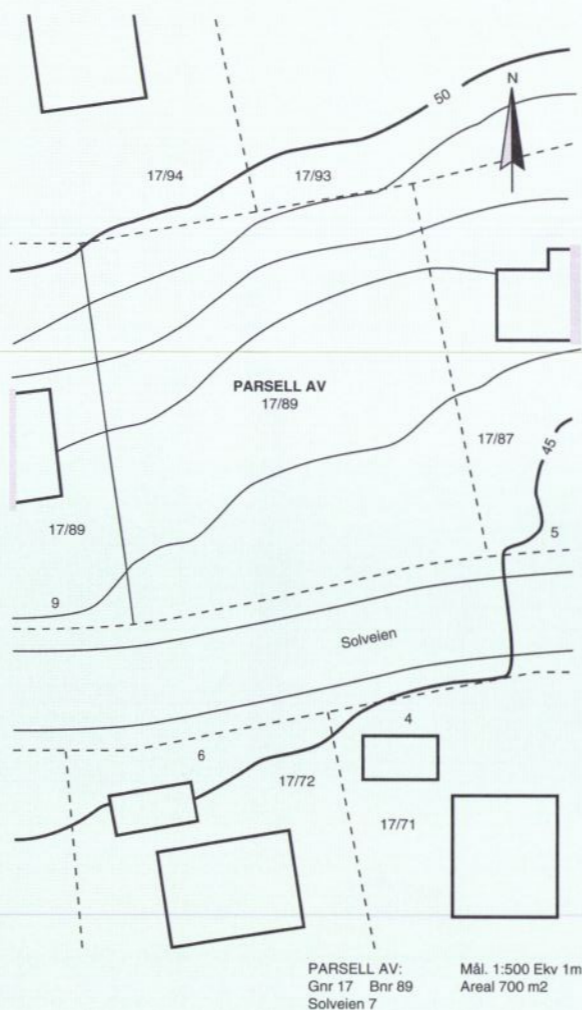 50
N
17/94
17/93
PARSELL AV
17/89
17/87
45
17/89
5
9
Solveien
4
6
17/72
17/71
PARSELL AV:
Gnr 17 Bnr 89
Solveien 7
Mål. 1:500 Ekv 1m
Areal 700 m2